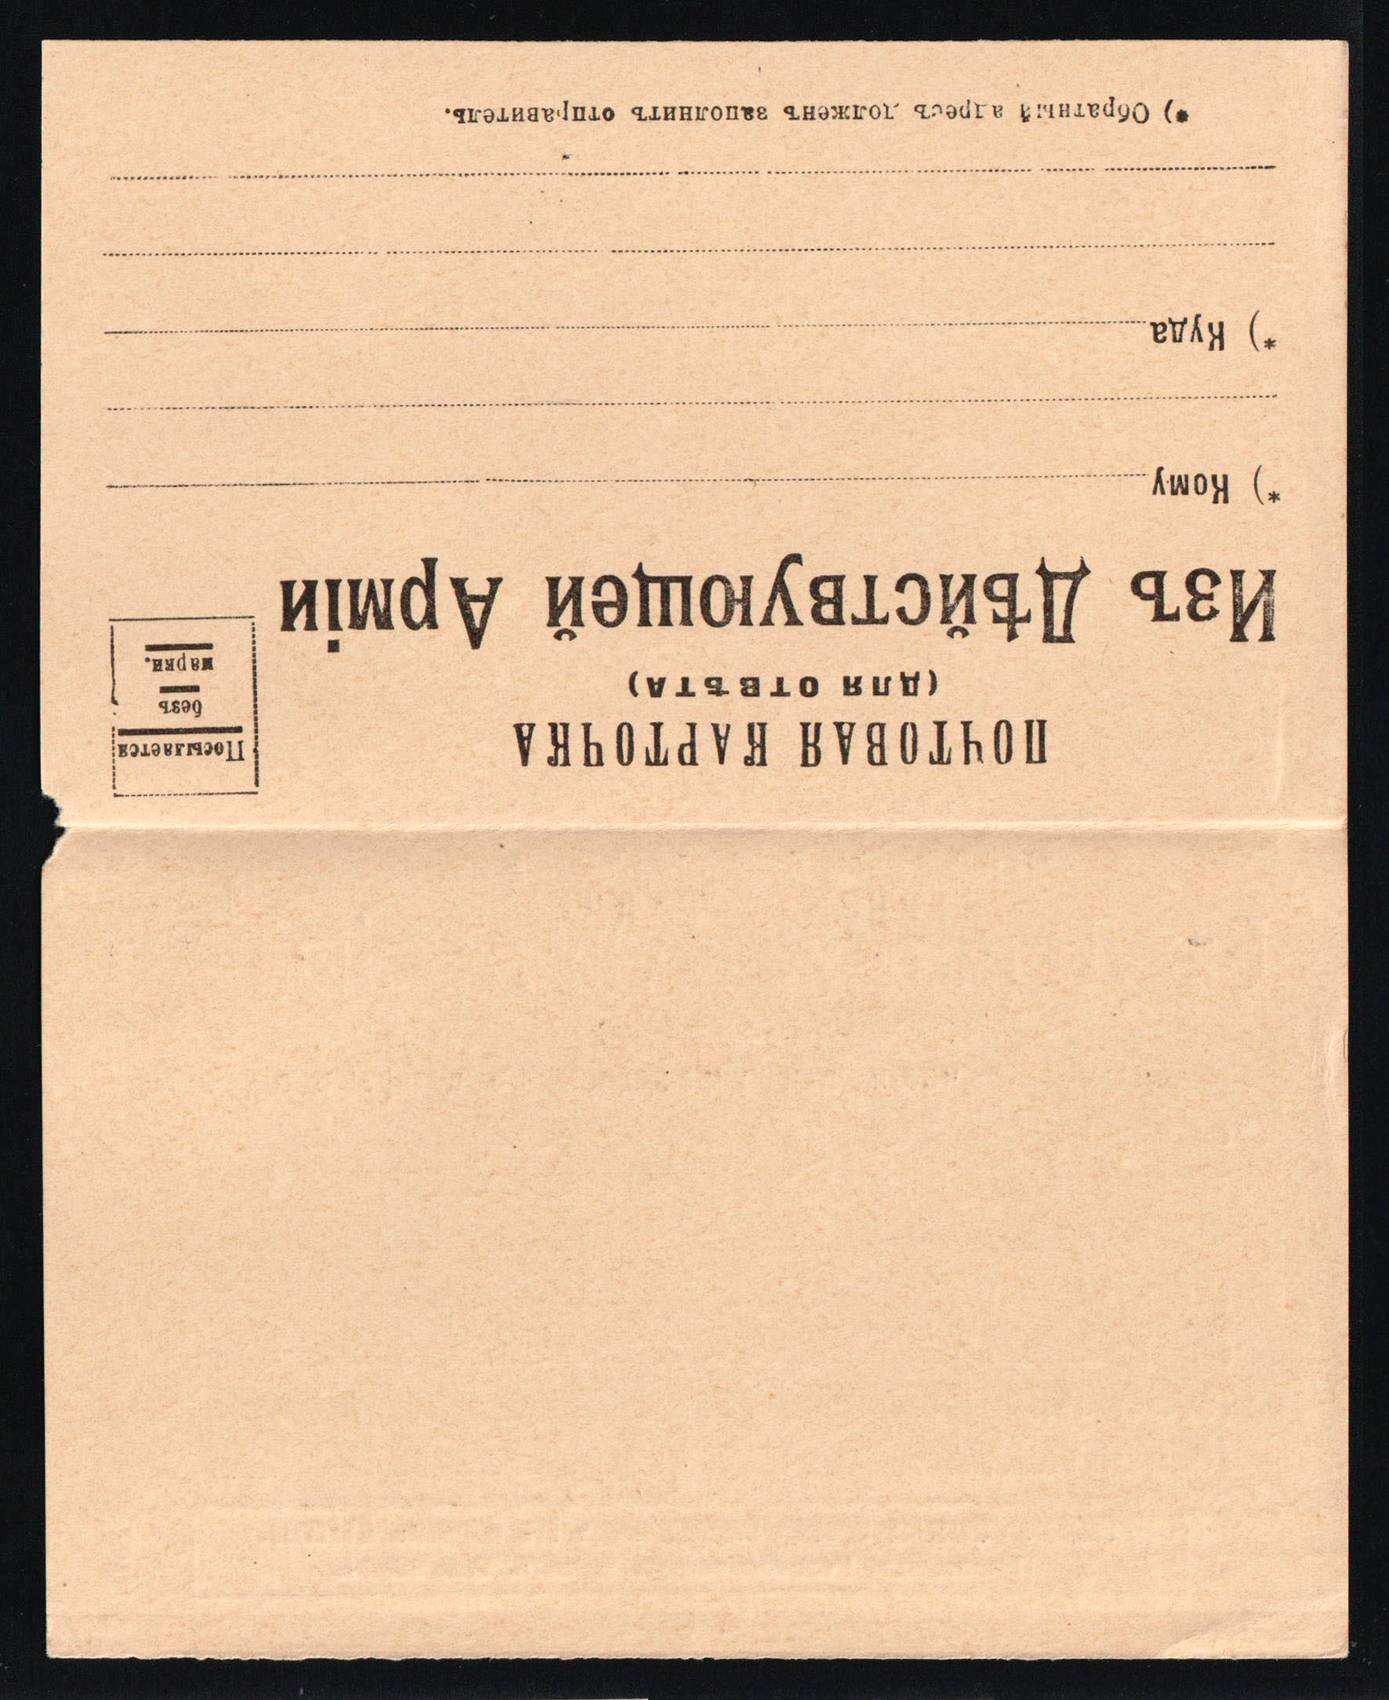 ПОЧТОВАЯ КАРТОЧКА
(ДЛЯ ОТВѢТА)
Посылается
безъ
марки.
Изъ Дѣйствующей Арміи
*) Кому
*) Куда
*) Обратный адресъ долженъ заполнить отправитель.